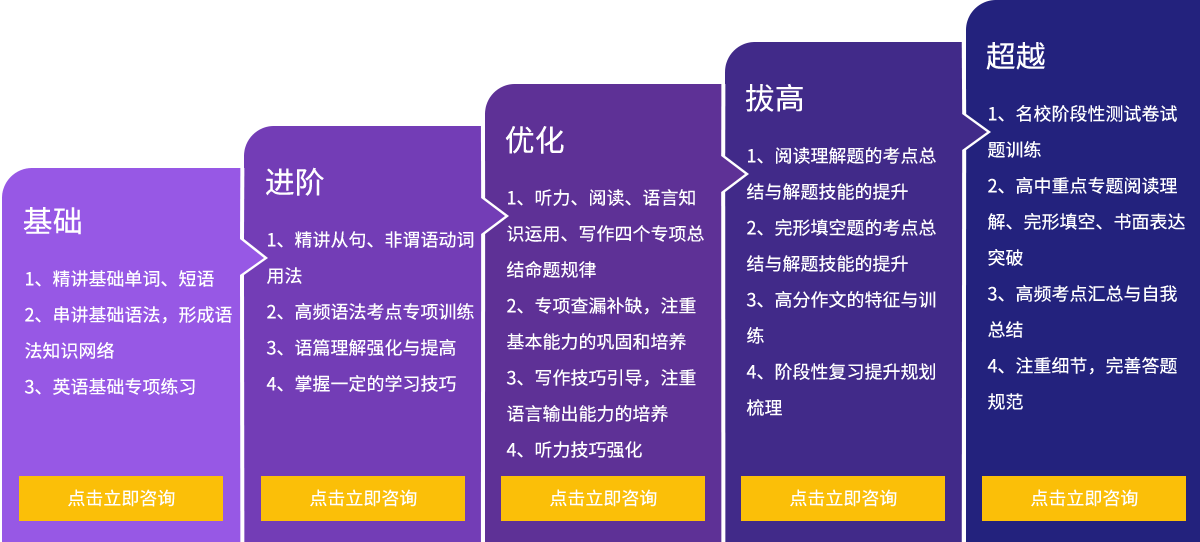 基础
1、精讲基础单词、短语
2、串讲基础语法，形成语
法知识网络
3、英语基础专项练习
点击立即咨询
进阶
1、精讲从句、非谓语动词
用法
2、高频语法考点专项训练
3、语篇理解强化与提高
4、掌握一定的学习技巧
点击立即咨询
优化
1、听力、阅读、语言知
识运用、写作四个专项总
结命题规律
2、专项查漏补缺，注重
基本能力的巩固和培养
3、写作技巧引导，注重
语言输出能力的培养
4、听力技巧强化
点击立即咨询
拔高
1、阅读理解题的考点总
结与解题技能的提升
2、完形填空题的考点总
结与解题技能的提升
3、高分作文的特征与训
练
4、阶段性复习提升规划
梳理
点击立即咨询
超越
1、名校阶段性测试卷试
题训练
2、高中重点专题阅读理
解、完形填空、书面表达
突破
3、高频考点汇总与自我
总结
4、注重细节，完善答题
规范
点击立即咨询